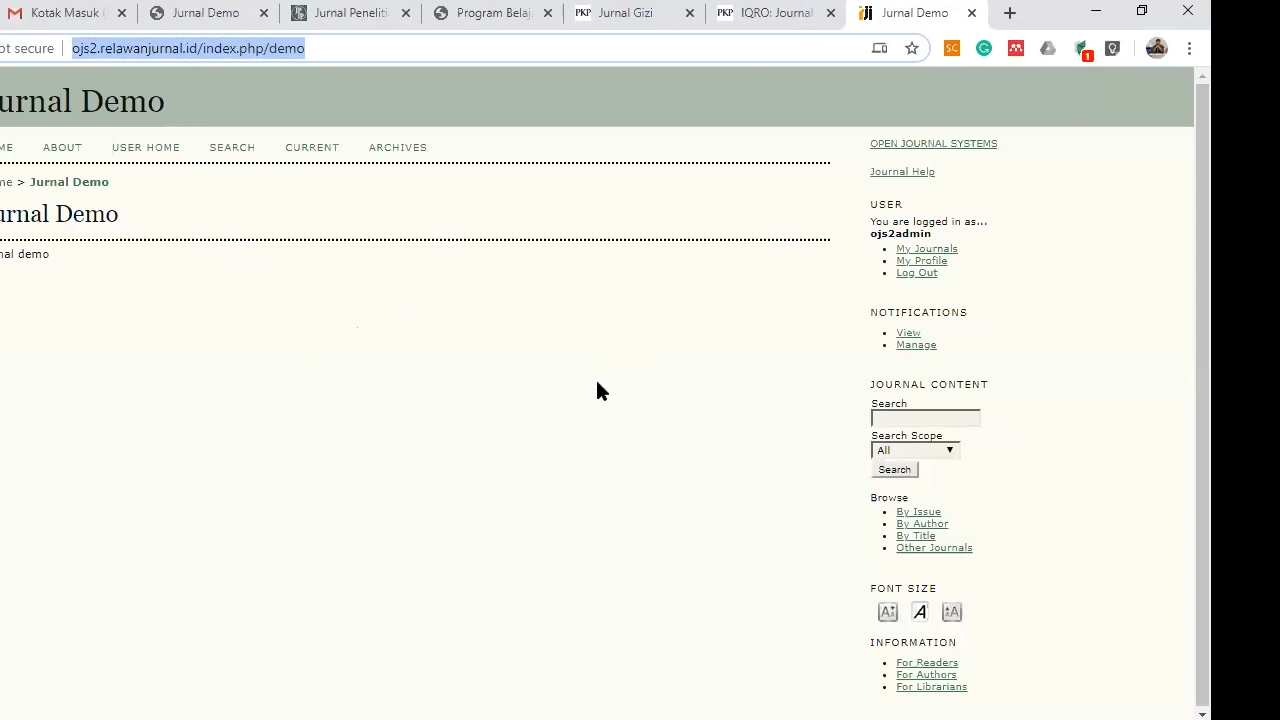 Kotak Masuk (
Jurnal Demo
Jurnal Peneliti
Program Belaj
PKP Jurnal Gizi
PKP IQRO: Journal
Jurnal Demo
ot secure
ojs2.relawanjurnal.id/index.php/demo
SC
1
urnal Demo
ME
ABOUT
USER HOME
SEARCH
CURRENT
ARCHIVES
me > Jurnal Demo
urnal Demo
nal demo
OPEN JOURNAL SYSTEMS
Journal Help
USER
You are logged in as...
ojs2admin
My Journals
My Profile
Log Out
NOTIFICATIONS
View
Manage
JOURNAL CONTENT
Search
Search Scope
All
Search
Browse
By Issue
By Author
By Title
Other Journals
FONT SIZE
A A A
INFORMATION
For Readers
For Authors
For Librarians